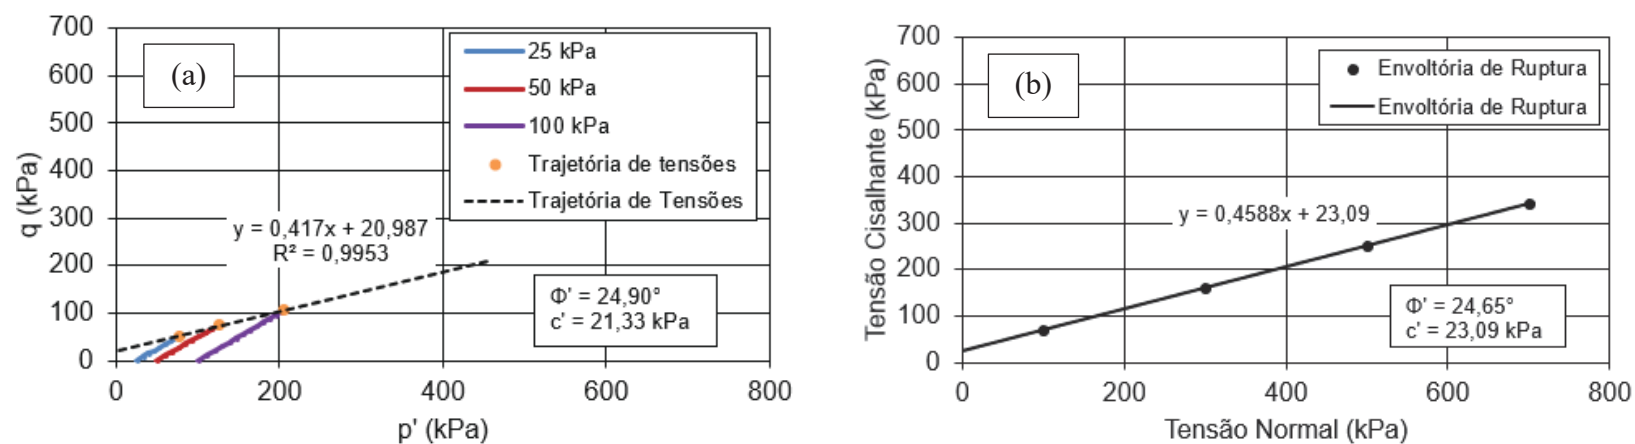 700
600
500
400
300
200
100
0
q (kPa)
(a)
25 kPa
50 kPa
100 kPa
Trajetória de tensões
Trajetória de Tensões
y = 0,417x + 20,987
R² = 0,9953
Φ' = 24,90°
c' = 21,33 kPa
0 200 400 600 800
p' (kPa)
700
600
500
400
300
200
100
0
Tensão Cisalhante (kPa)
(b)
Envoltória de Ruptura
Envoltória de Ruptura
y = 0,4588x + 23,09
Φ' = 24,65°
c' = 23,09 kPa
0 200 400 600 800
Tensão Normal (kPa)